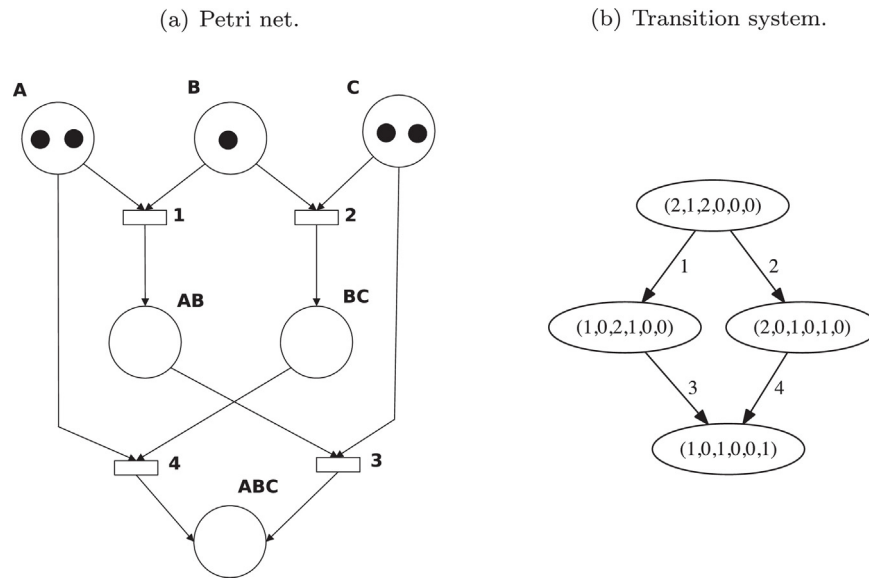 (a) Petri net.
(b) Transition system.
A
B
C
1
2
AB
BC
4
3
ABC
(2,1,2,0,0,0)
1
2
(1,0,2,1,0,0)
(2,0,1,0,1,0)
3
4
(1,0,1,0,0,1)